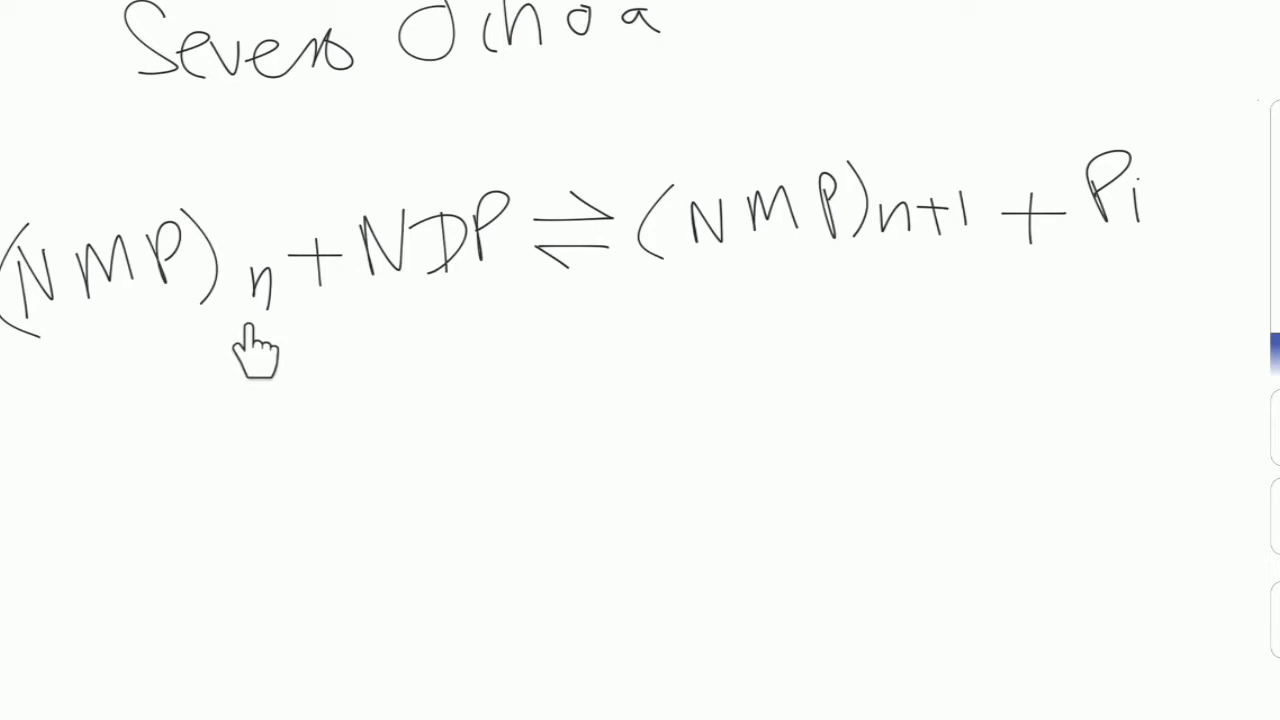 Severo Ochoa
(NMP)n + NDP ⇌ (NMP)n+1 + Pi